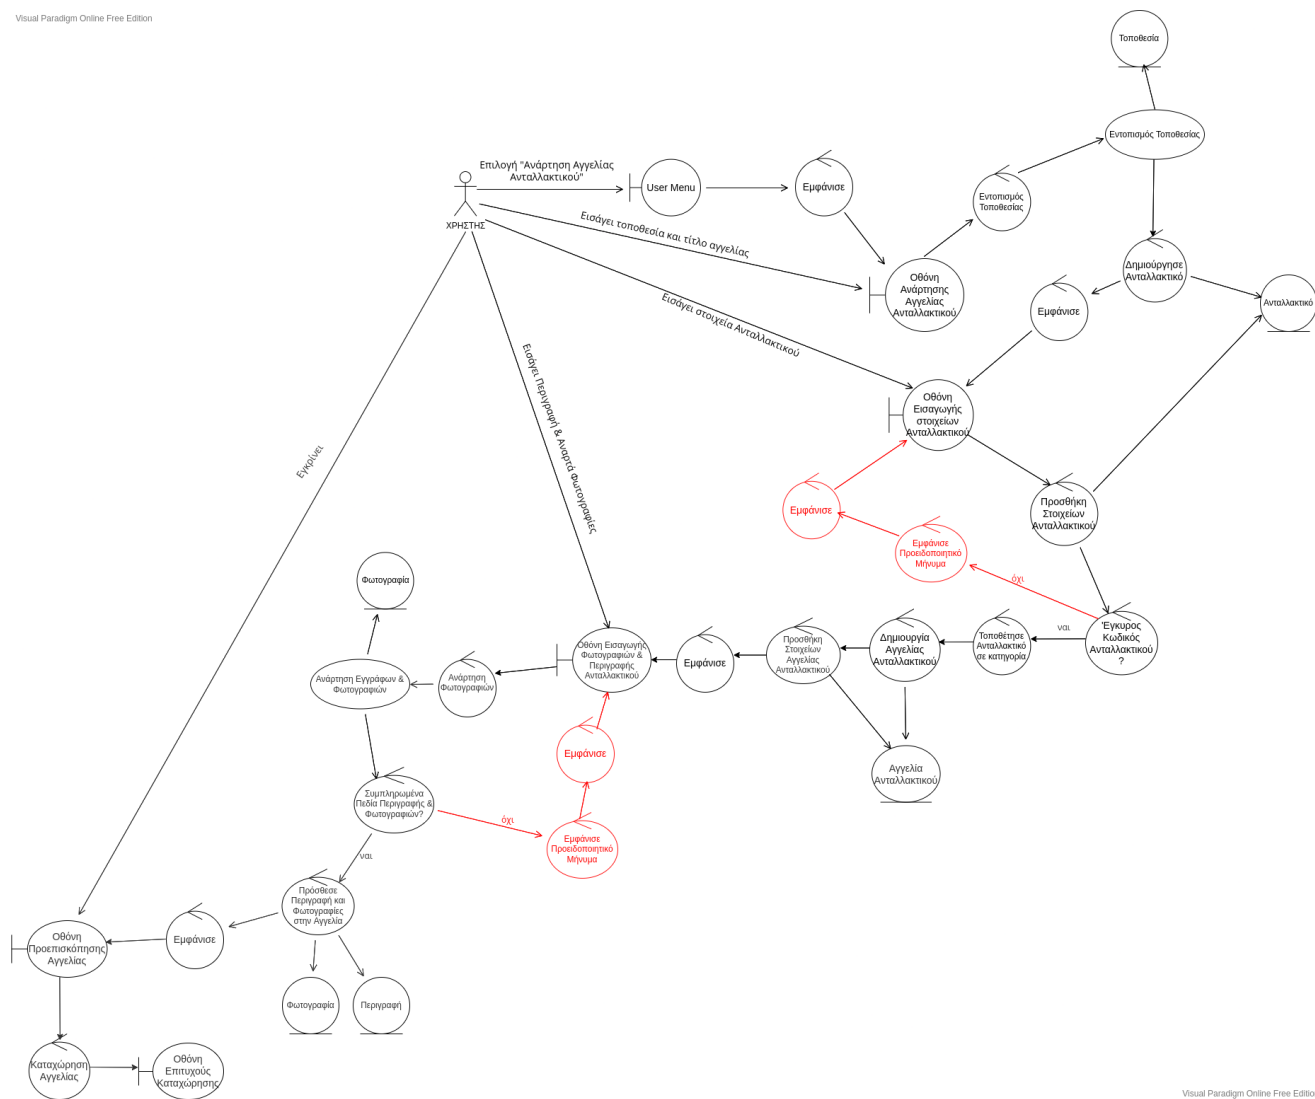 Visual Paradigm Online Free Edition
Τοποθεσία
Εντοπισμός Τοποθεσίας
Επιλογή "Ανάρτηση Αγγελίας
Ανταλλακτικού"
User Menu
Εμφάνισε
Εντοπισμός
Τοποθεσίας
ΧΡΗΣΤΗΣ
Εισάγει τοποθεσία και τίτλο αγγελίας
Οθόνη
Ανάρτησης
Αγγελίας
Ανταλλακτικού
Δημιούργησε
Ανταλλακτικό
Εμφάνισε
Ανταλλακτικό
Εισάγει στοιχεία Ανταλλακτικού
Εισάγει Περιγραφή & Αναρτά Φωτογραφίες
Εγκρίνει
Οθόνη
Εισαγωγής
στοιχείων
Ανταλλακτικού
Εμφάνισε
Προσθήκη
Στοιχείων
Ανταλλακτικού
Εμφάνισε
Προειδοποιητικό
Μήνυμα
όχι
Φωτογραφία
Έγκυρος
Κωδικός
Ανταλλακτικού
?
ναι
Τοποθέτησε
Ανταλλακτικό
σε κατηγορία
Δημιουργία
Αγγελίας
Ανταλλακτικού
Προσθήκη
Στοιχείων
Αγγελίας
Ανταλλακτικού
Εμφάνισε
Οθόνη Εισαγωγής
Φωτογραφιών &
Περιγραφής
Ανταλλακτικού
Ανάρτηση
Φωτογραφιών
Ανάρτηση Εγγράφων &
Φωτογραφιών
Εμφάνισε
Αγγελία
Ανταλλακτικού
Συμπληρωμένα
Πεδία Περιγραφής &
Φωτογραφιών?
όχι
Εμφάνισε
Προειδοποιητικό
Μήνυμα
ναι
Πρόσθεσε
Περιγραφή και
Φωτογραφίες
στην Αγγελία
Εμφάνισε
Οθόνη
Προεπισκόπησης
Αγγελίας
Φωτογραφία
Περιγραφή
Καταχώρηση
Αγγελίας
Οθόνη
Επιτυχούς
Καταχώρησης
Visual Paradigm Online Free Editio